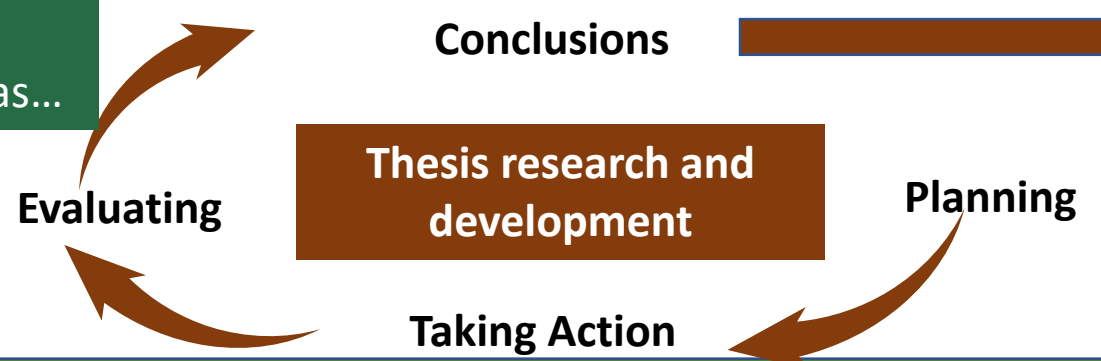 as...
Conclusions
Thesis research and
development
Evaluating
Planning
Taking Action